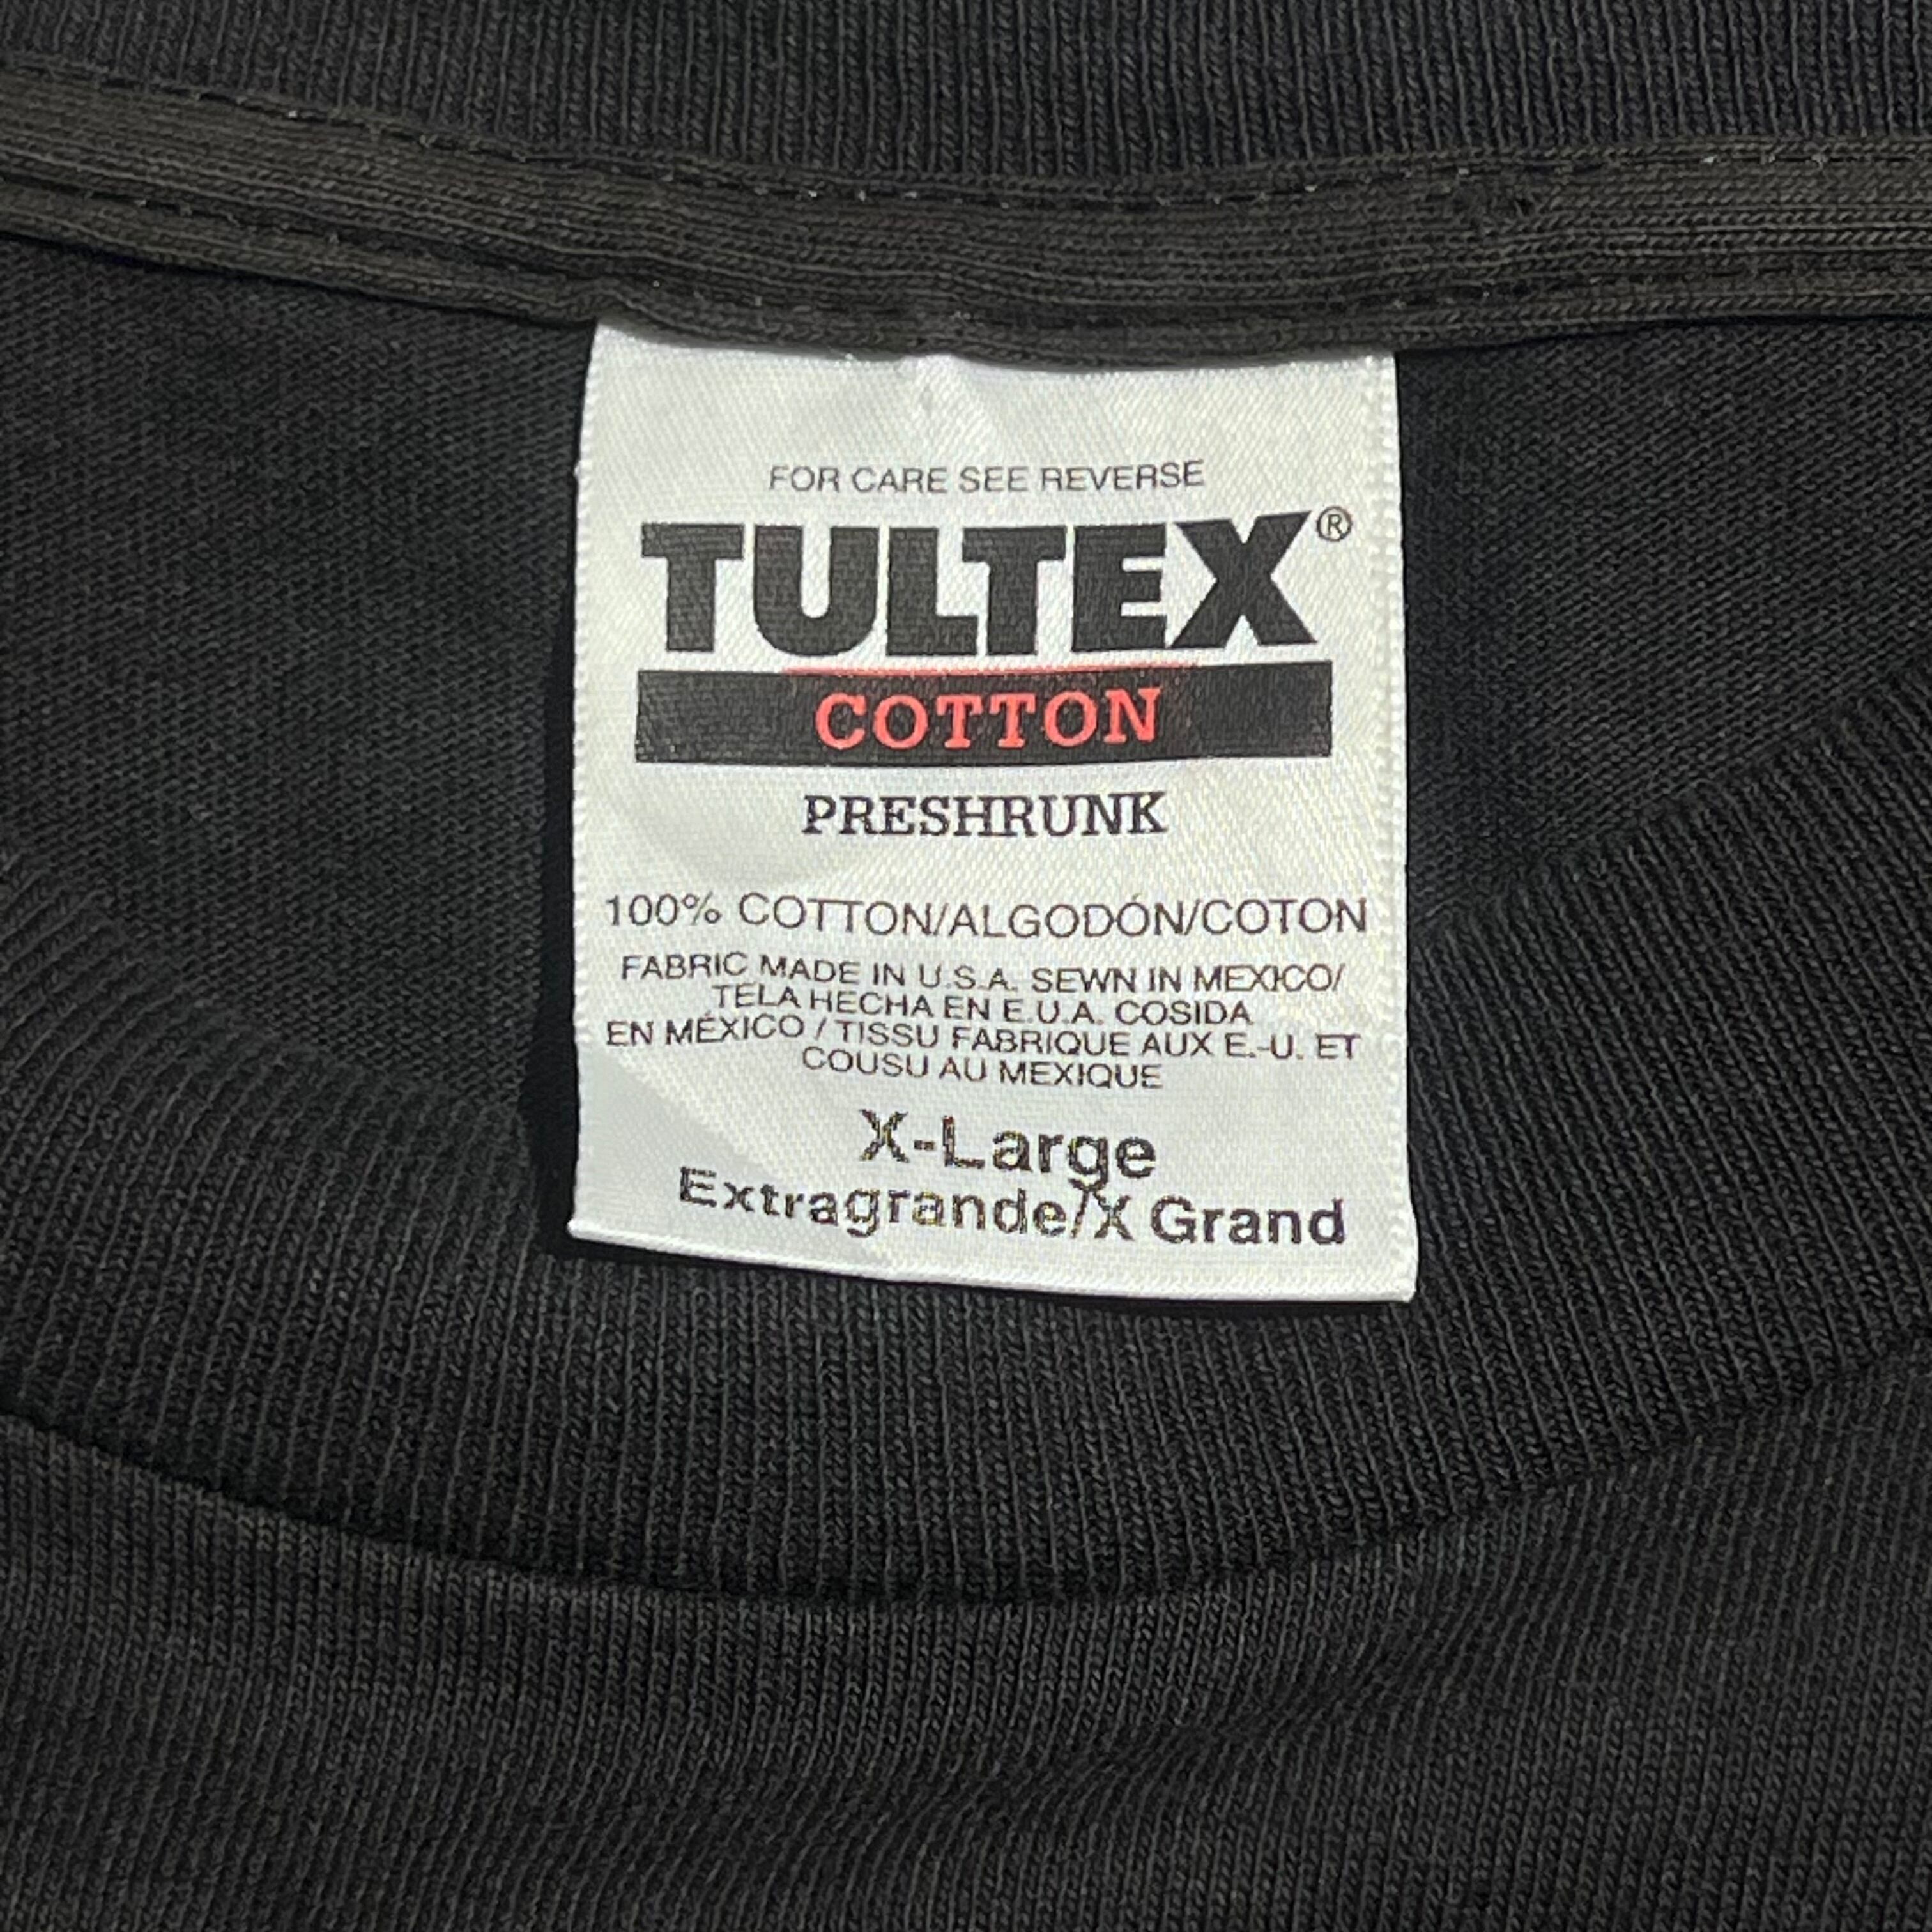 FOR CARE SEE REVERSE
TULTEX®
COTTON
PRESHRUNK
100% COTTON/ALGODÓN/COTON
FABRIC MADE IN U.S.A. SEWN IN MEXICO/
TELA HECHA EN E.U.A. COSIDA
EN MÉXICO / TISSU FABRIQUE AUX E.-U. ET
COUSU AU MEXIQUE
X-Large
Extragrande/X Grand